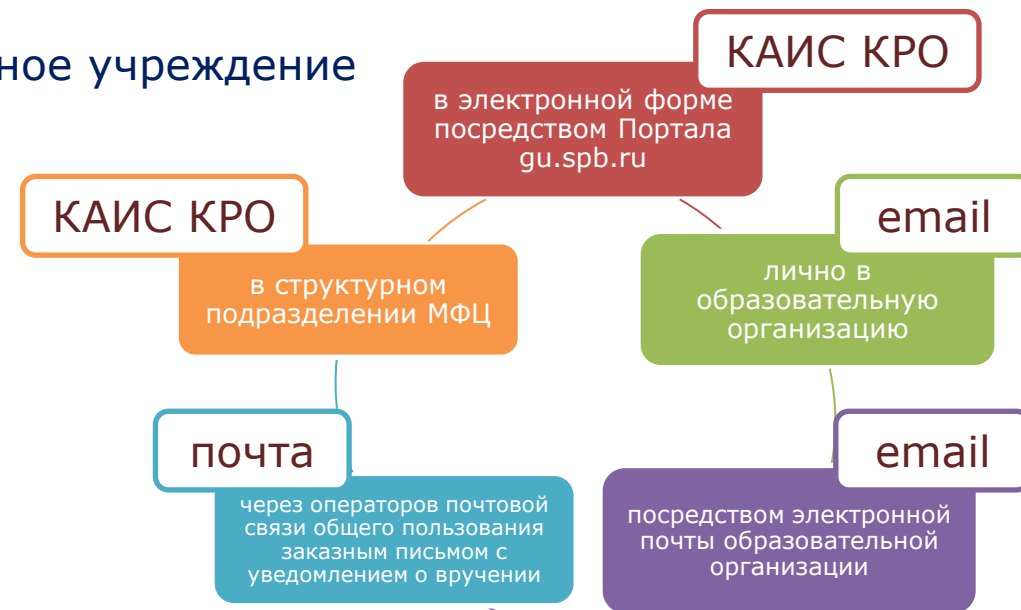 ное учреждение
КАИС КРО
в электронной форме
посредством Портала
gu.spb.ru
КАИС КРО
в структурном
подразделении МФЦ
email
лично в
образовательную
организацию
почта
через операторов почтовой
связи общего пользования
заказным письмом с
уведомлением о вручении
email
посредством электронной
почты образовательной
организации